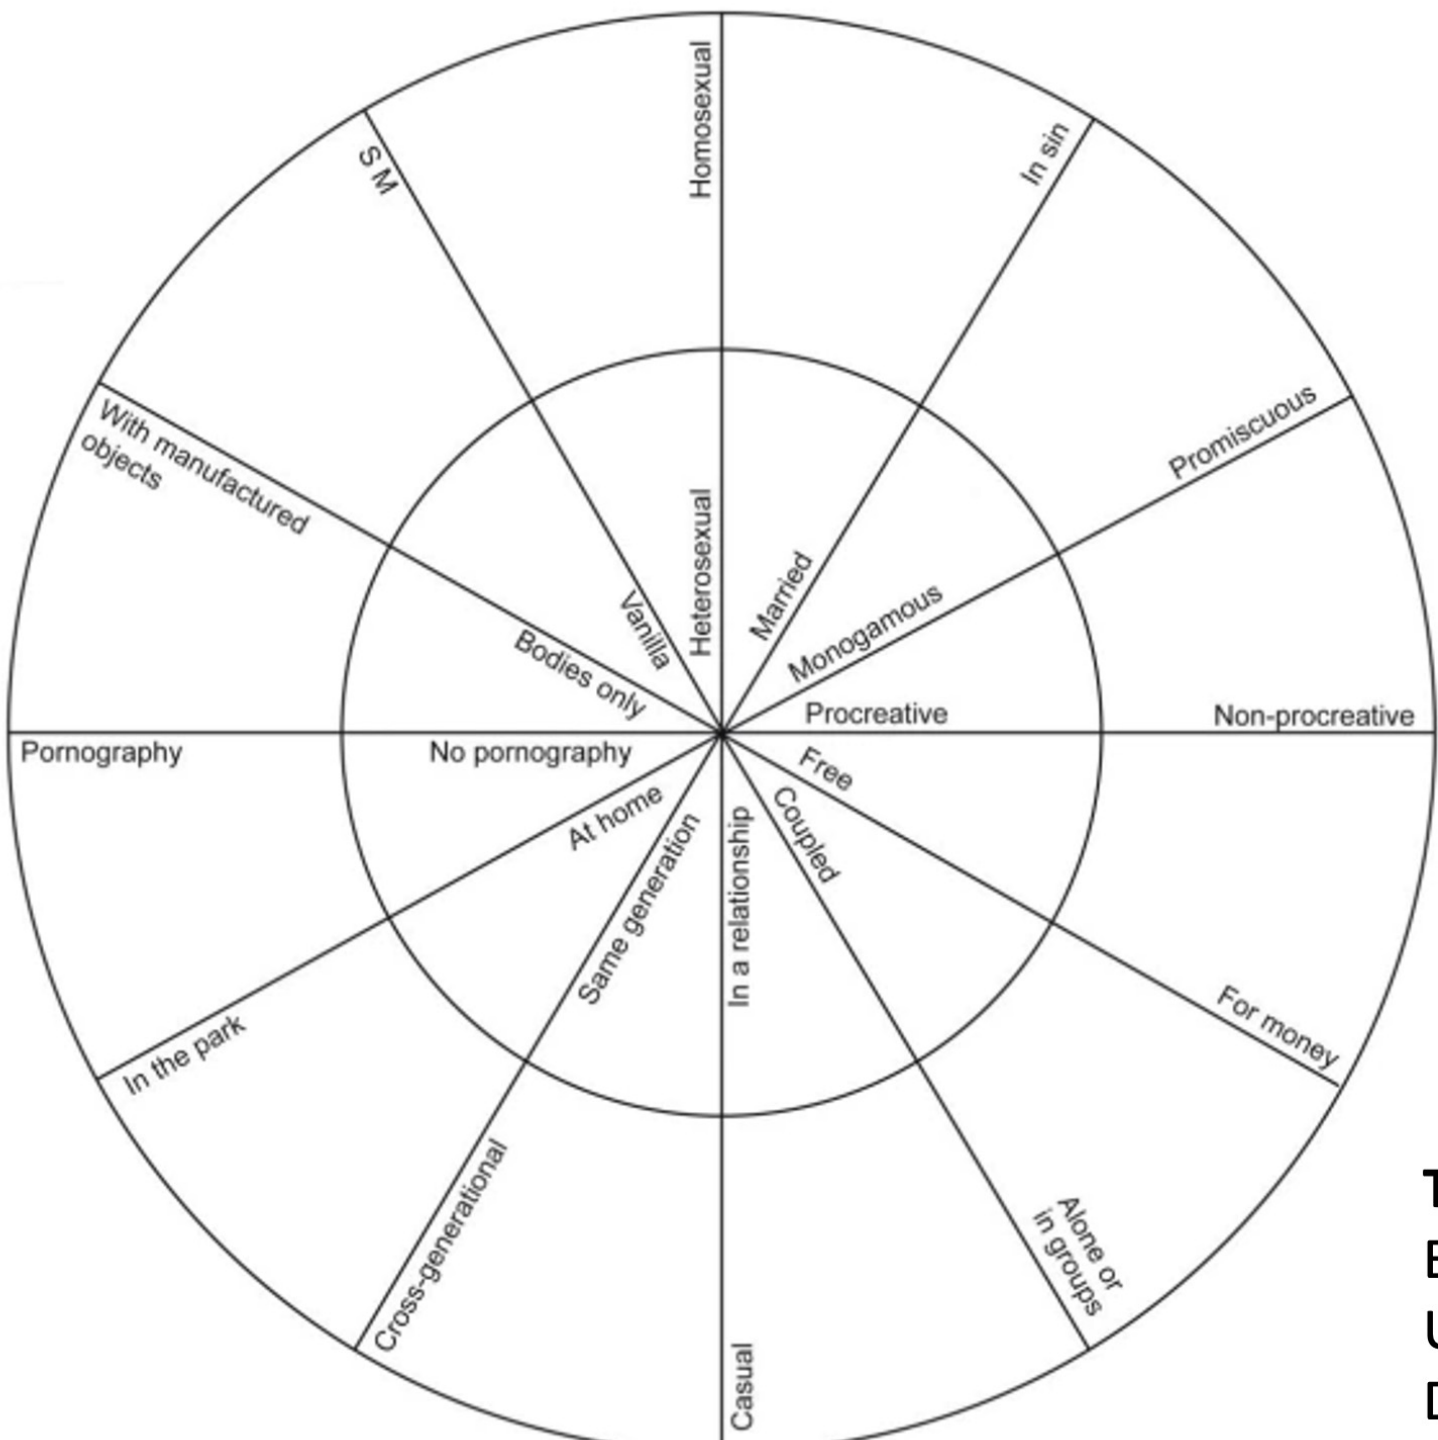 Homosexual
In sin
Promiscuous
Non-procreative
For money
Alone or
in groups
Casual
Cross-generational
In the park
Pornography
With manufactured
objects
S M
Heterosexual
Married
Monogamous
Procreative
Free
Coupled
In a relationship
Same generation
At home
No pornography
Bodies only
Vanilla